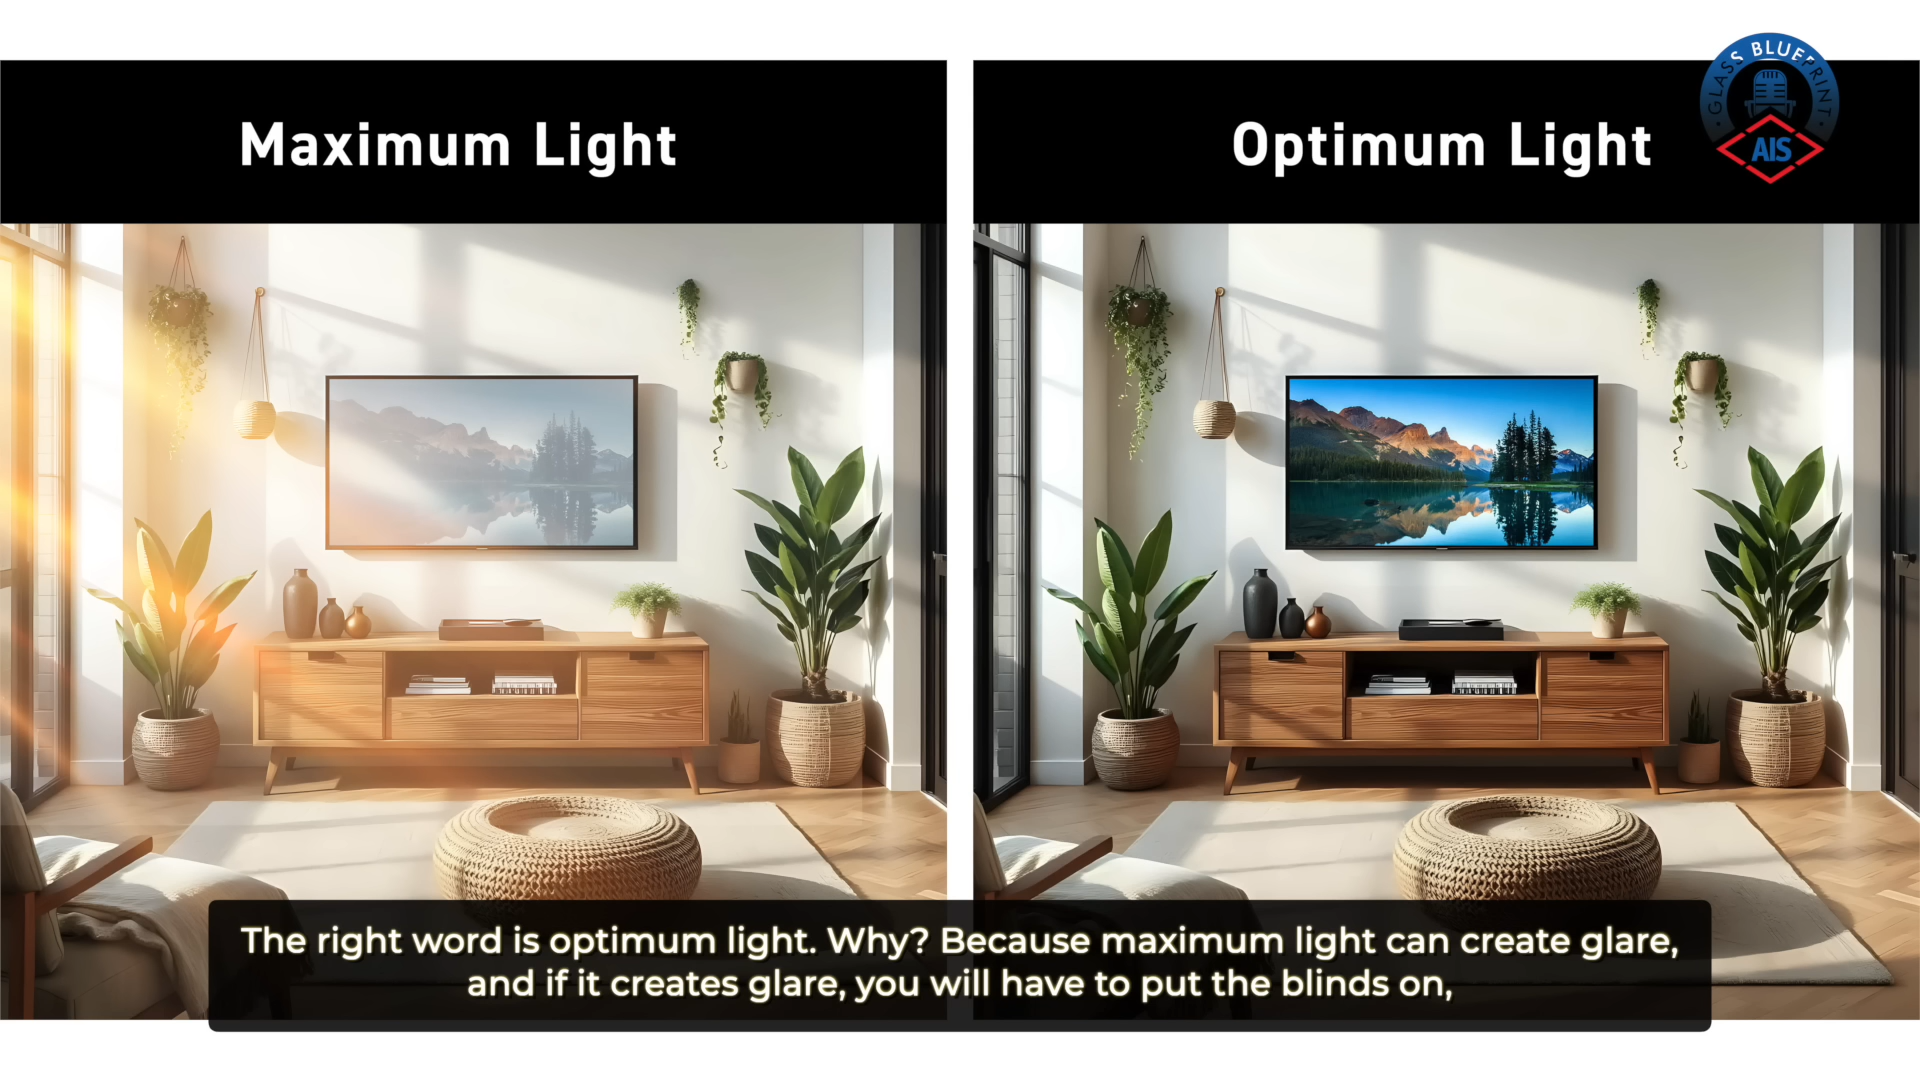 Maximum Light
Optimum Light
GLASS BLUEPRINT
AIS
The right word is optimum light. Why? Because maximum light can create glare,
and if it creates glare, you will have to put the blinds on,